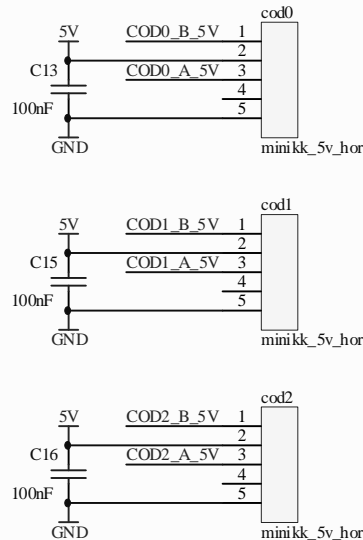 cod0
5V COD0_B_5V 1
2
C13 COD0_A_5V 3
4
100nF 5
GND minikk_5v_hor
cod1
5V COD1_B_5V 1
2
C15 COD1_A_5V 3
4
100nF 5
GND minikk_5v_hor
cod2
5V COD2_B_5V 1
2
C16 COD2_A_5V 3
4
100nF 5
GND minikk_5v_hor